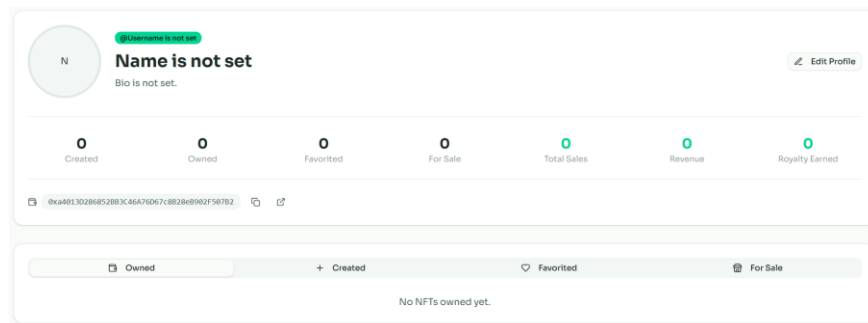 @Username is not set
N
Name is not set
Edit Profile
Bio is not set.
0 0 0 0 0 0 0
Created Owned Favorited For Sale Total Sales Revenue Royalty Earned
0xa4013D2B6852BB3C46A76D67c8B28eB902F507B2
Owned Created Favorited For Sale
No NFTs owned yet.